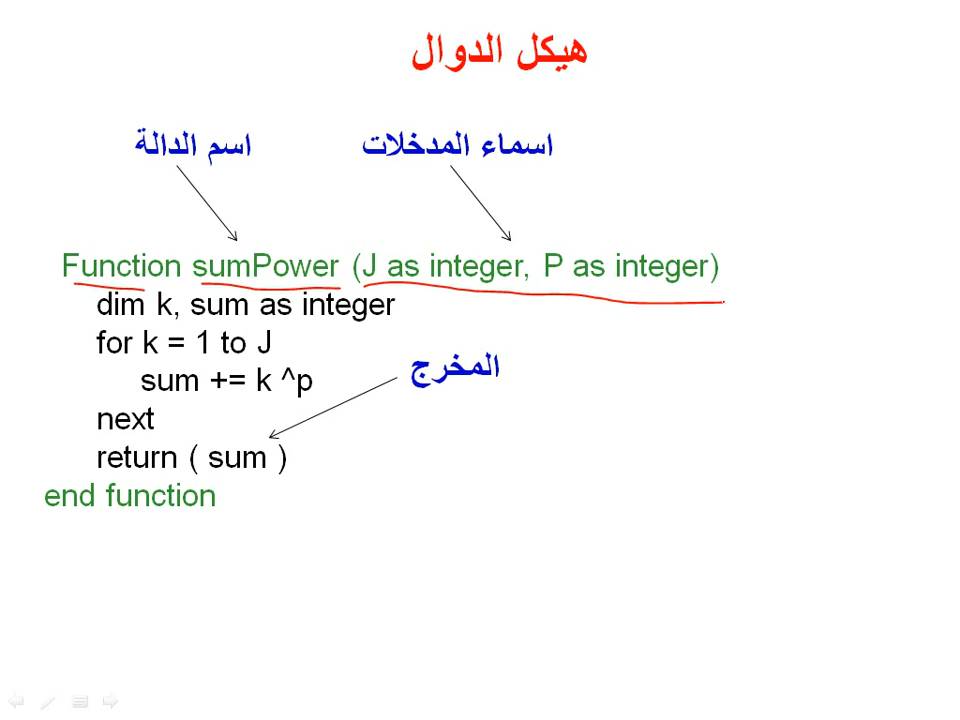 هيكل الدوال
اسماء المدخلات
اسم الدالة
Function sumPower (J as integer, P as integer)
dim k, sum as integer
for k = 1 to J
المخرج
sum += k ^p
next
return ( sum )
end function